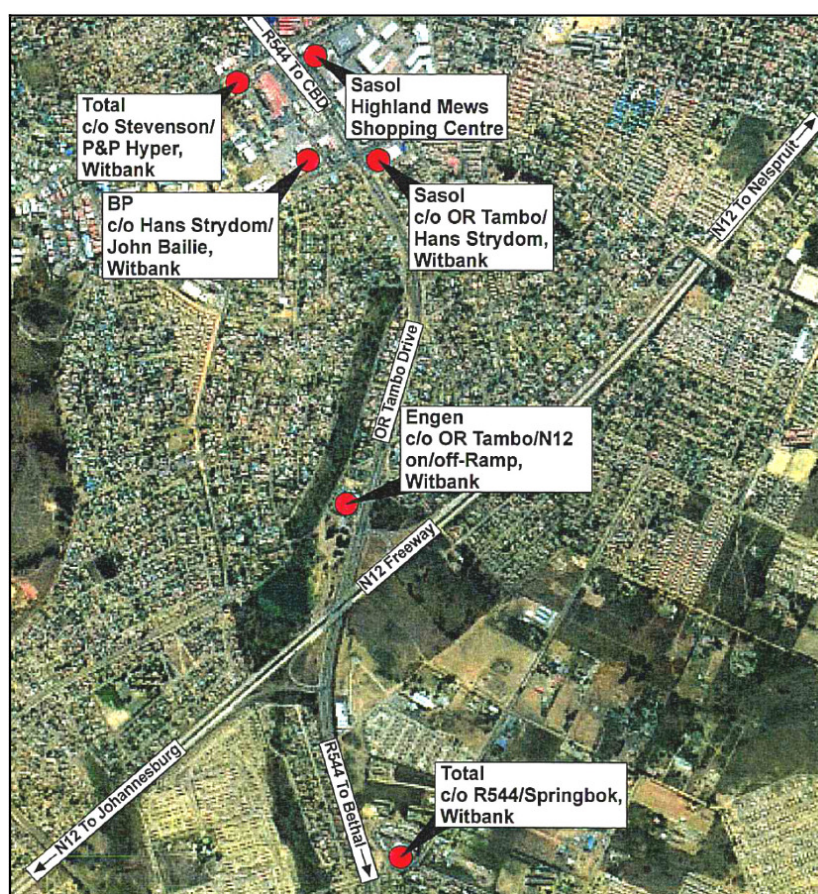 R544 To CBD
Total
c/o Stevenson/
P&P Hyper,
Witbank
Sasol
Highland Mews
Shopping Centre
BP
c/o Hans Strydom/
John Bailie,
Witbank
Sasol
c/o OR Tambo/
Hans Strydom,
Witbank
N12 To Nelspruit
OR Tambo Drive
Engen
c/o OR Tambo/N12
on/off-Ramp,
Witbank
N12 Freeway
N12 To Johannesburg
R544 To Bethal
Total
c/o R544/Springbok,
Witbank